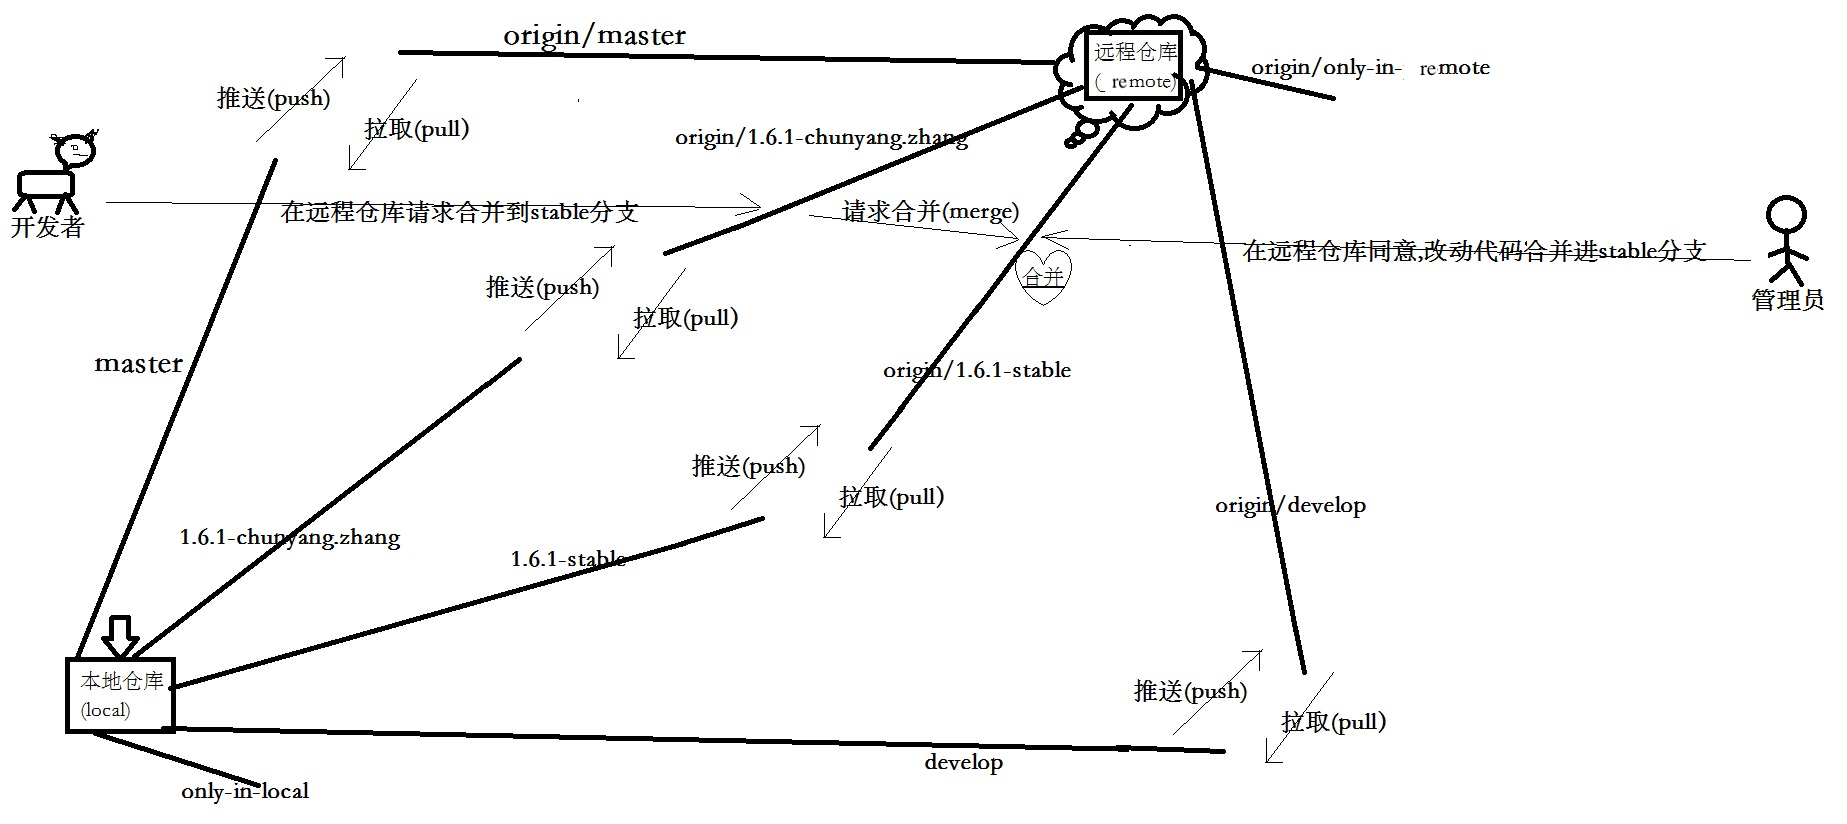 origin/master
远程仓库
( remote)
origin/only-in- remote
推送(push)
拉取(pull)
origin/1.6.1-chunyang.zhang
开发者
在远程仓库请求合并到stable分支
请求合并(merge)
在远程仓库同意,改动代码合并进stable分支
管理员
合并
推送(push)
拉取(pull)
master
origin/1.6.1-stable
推送(push)
拉取(pull)
origin/develop
1.6.1-chunyang.zhang
1.6.1-stable
本地仓库
(local)
推送(push)
拉取(pull)
develop
only-in-local